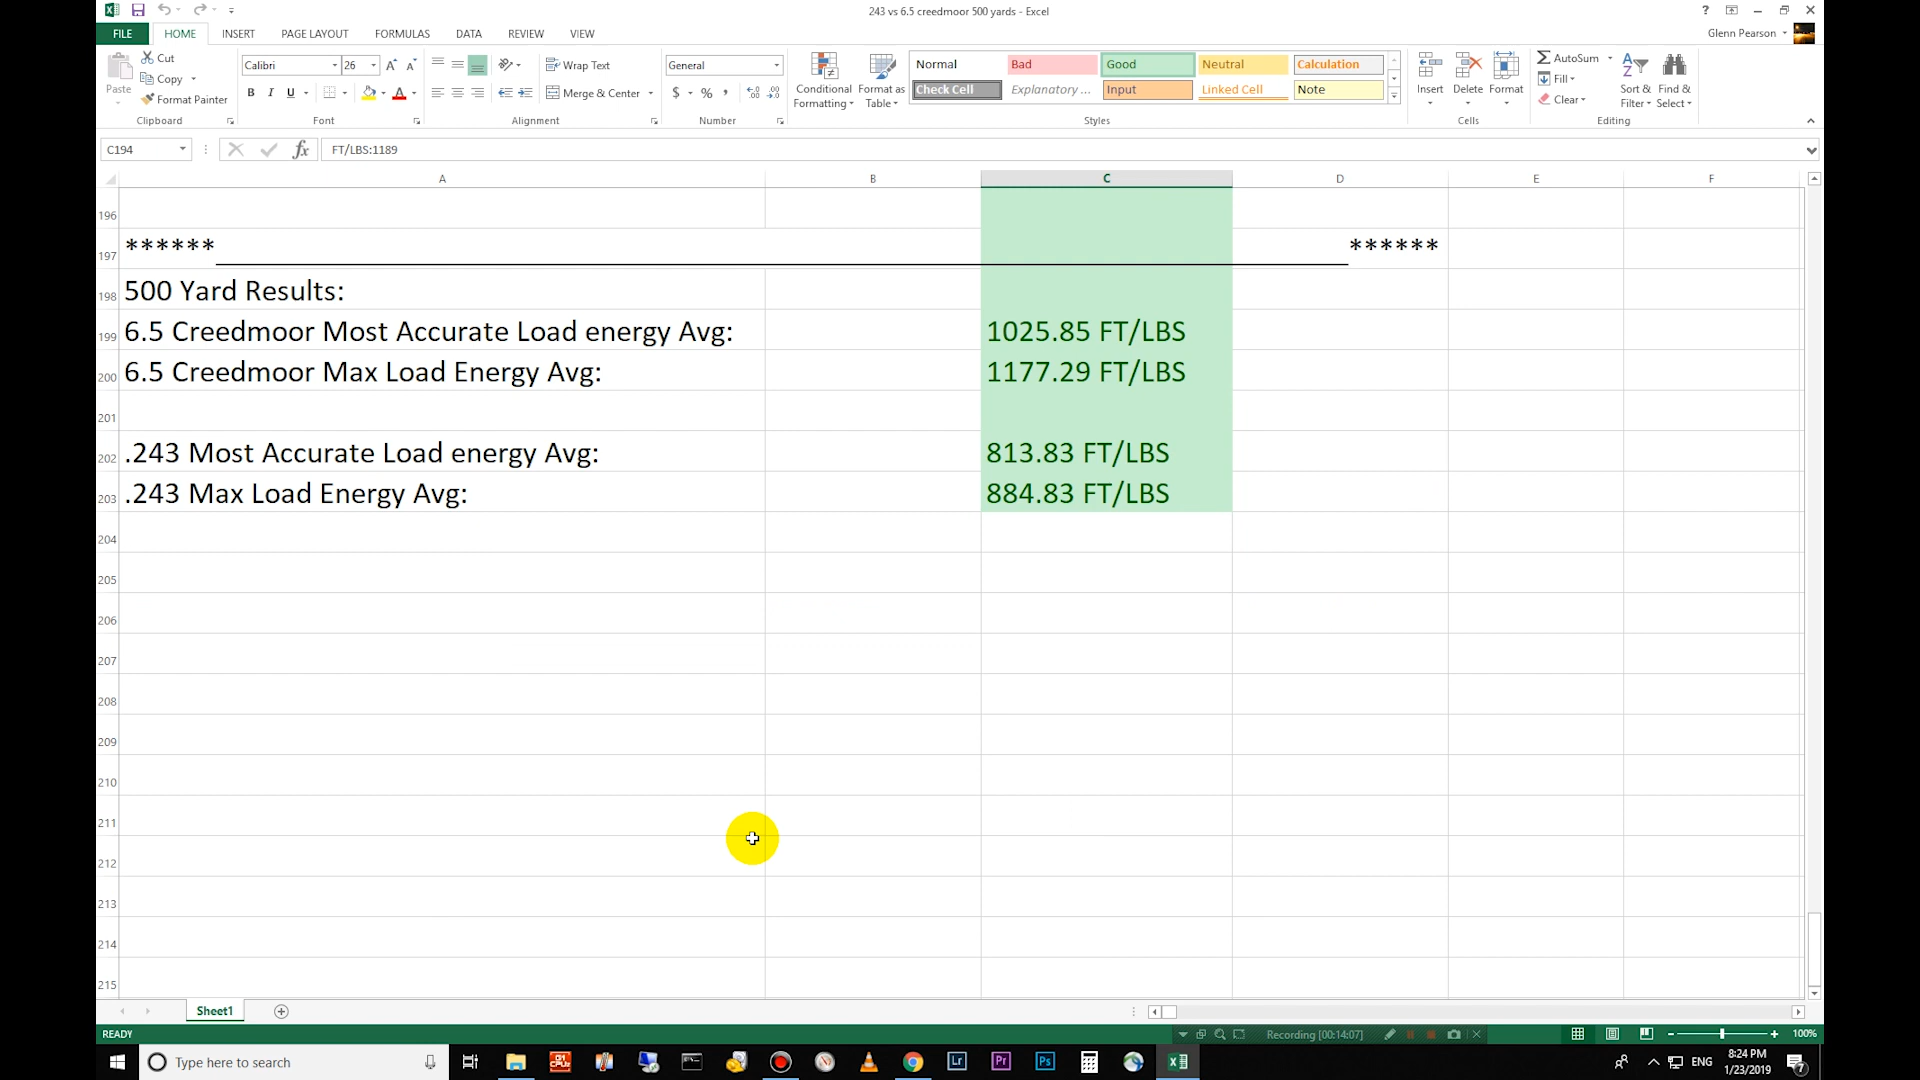 243 vs 6.5 creedmoor 500 yards - Excel
?
FILE HOME INSERT PAGE LAYOUT FORMULAS DATA REVIEW VIEW
Glenn Pearson
Paste
Cut
Copy
Format Painter
Clipboard
Calibri 26
B I U
Font
Wrap Text
Merge & Center
Alignment
General
$ % ,
Number
Conditional Formatting
Format as Table
Normal Bad Good Neutral Calculation
Check Cell Explanatory ... Input Linked Cell Note
Styles
Insert Delete Format
Cells
AutoSum
Fill
Clear
Sort & Filter
Find & Select
Editing
C194 fx FT/LBS:1189
A B C D E F
196
197 ****** ******
198 500 Yard Results:
199 6.5 Creedmoor Most Accurate Load energy Avg: 1025.85 FT/LBS
200 6.5 Creedmoor Max Load Energy Avg: 1177.29 FT/LBS
201
202 .243 Most Accurate Load energy Avg: 813.83 FT/LBS
203 .243 Max Load Energy Avg: 884.83 FT/LBS
204
205
206
207
208
209
210
211
212
213
214
215
Sheet1
READY
Recording [00:14:07]
100%
Type here to search
Lr Pr Ps
ENG
8:24 PM
1/23/2019
7